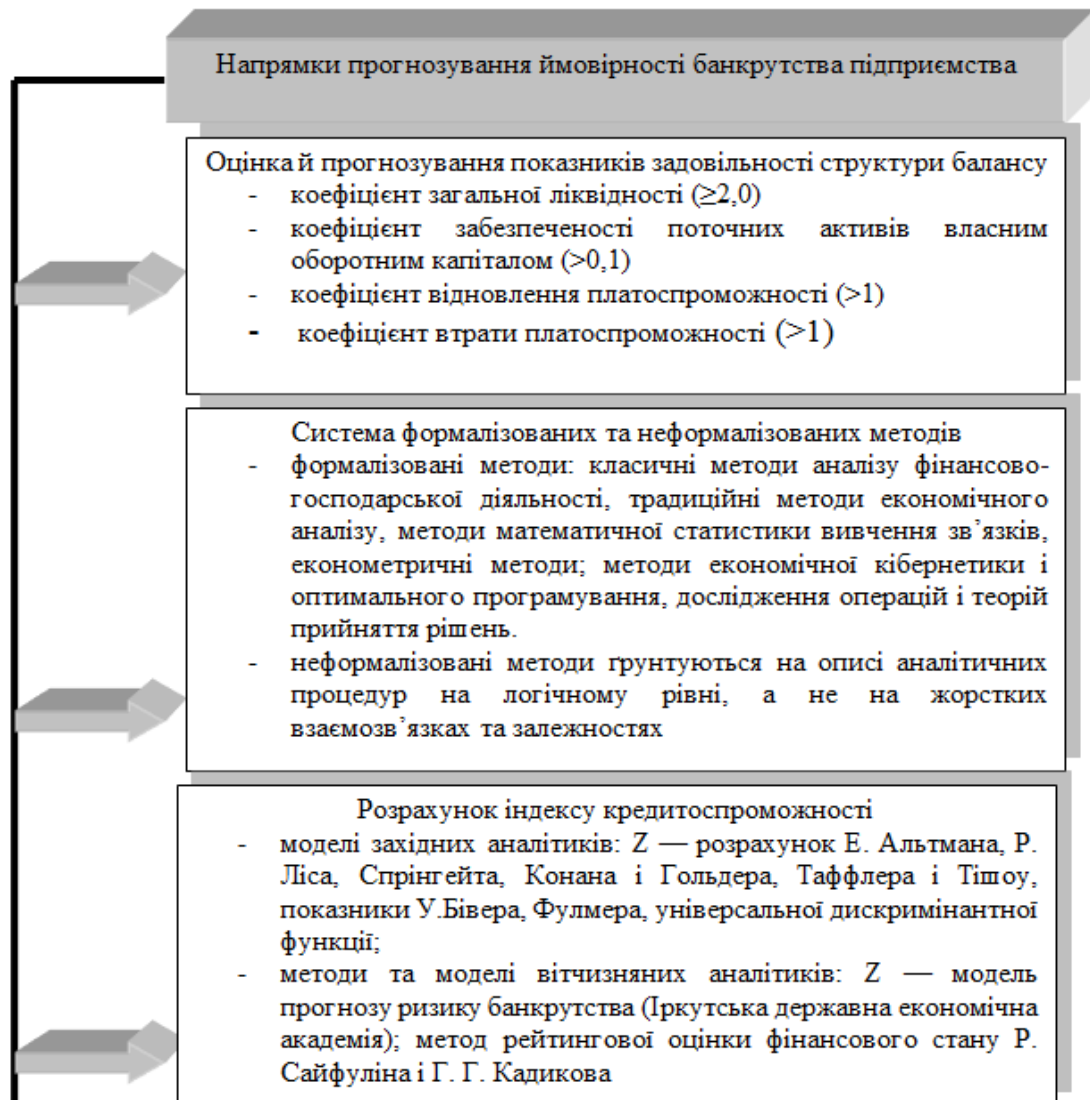 Напрямки прогнозування ймовірності банкрутства підприємства
Оцінка й прогнозування показників задовільності структури балансу
- коефіцієнт загальної ліквідності (≥2,0)
- коефіцієнт забезпеченості поточних активів власним
оборотним капіталом (>0,1)
- коефіцієнт відновлення платоспроможності (>1)
- коефіцієнт втрати платоспроможності (>1)
Система формалізованих та неформалізованих методів
- формалізовані методи: класичні методи аналізу фінансово-
господарської діяльності, традиційні методи економічного
аналізу, методи математичної статистики вивчення зв’язків,
економетричні методи; методи економічної кібернетики і
оптимального програмування, дослідження операцій і теорій
прийняття рішень.
- неформалізовані методи ґрунтуються на описі аналітичних
процедур на логічному рівні, а не на жорстких
взаємозв’язках та залежностях
Розрахунок індексу кредитоспроможності
- моделі західних аналітиків: Z — розрахунок Е. Альтмана, Р.
Ліса, Спрінгейта, Конана і Гольдера, Таффлера і Тішоу,
показники У.Бівера, Фулмера, універсальної дискримінантної
функції;
- методи та моделі вітчизняних аналітиків: Z — модель
прогнозу ризику банкрутства (Іркутська державна економічна
академія); метод рейтингової оцінки фінансового стану Р.
Сайфуліна і Г. Г. Кадикова